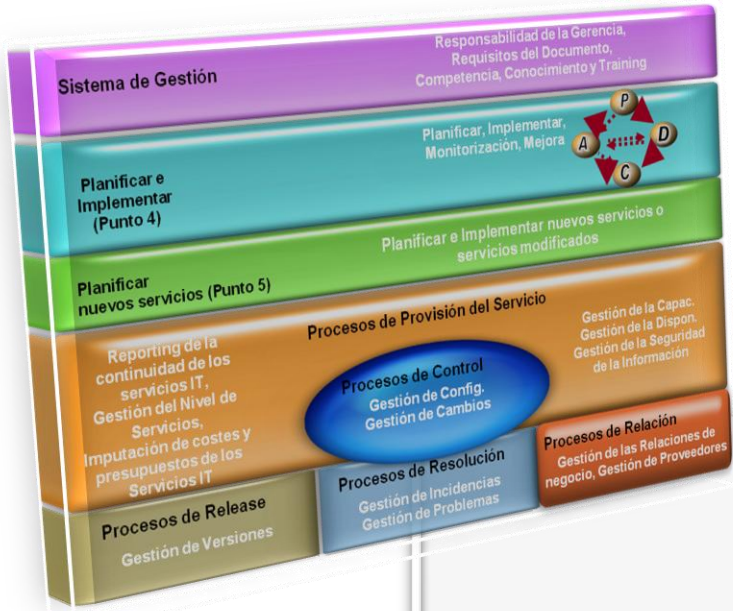 Sistema de Gestión
Responsabilidad de la Gerencia,
Requisitos del Documento,
Competencia, Conocimiento y Training
Planificar e
Implementar
(Punto 4)
Planificar, Implementar,
Monitorización, Mejora
P
A
D
C
Planificar
nuevos servicios (Punto 5)
Planificar e Implementar nuevos servicios o
servicios modificados
Procesos de Provisión del Servicio
Reporting de la
continuidad de los
servicios IT,
Gestión del Nivel de
Servicios,
Imputación de costes y
presupuestos de los
Servicios IT
Procesos de Control
Gestión de Config.
Gestión de Cambios
Gestión de la Capac.
Gestión de la Dispon.
Gestión de la Seguridad
de la Información
Procesos de Release
Gestión de Versiones
Procesos de Resolución
Gestión de Incidencias
Gestión de Problemas
Procesos de Relación
Gestión de las Relaciones de
negocio, Gestión de Proveedores